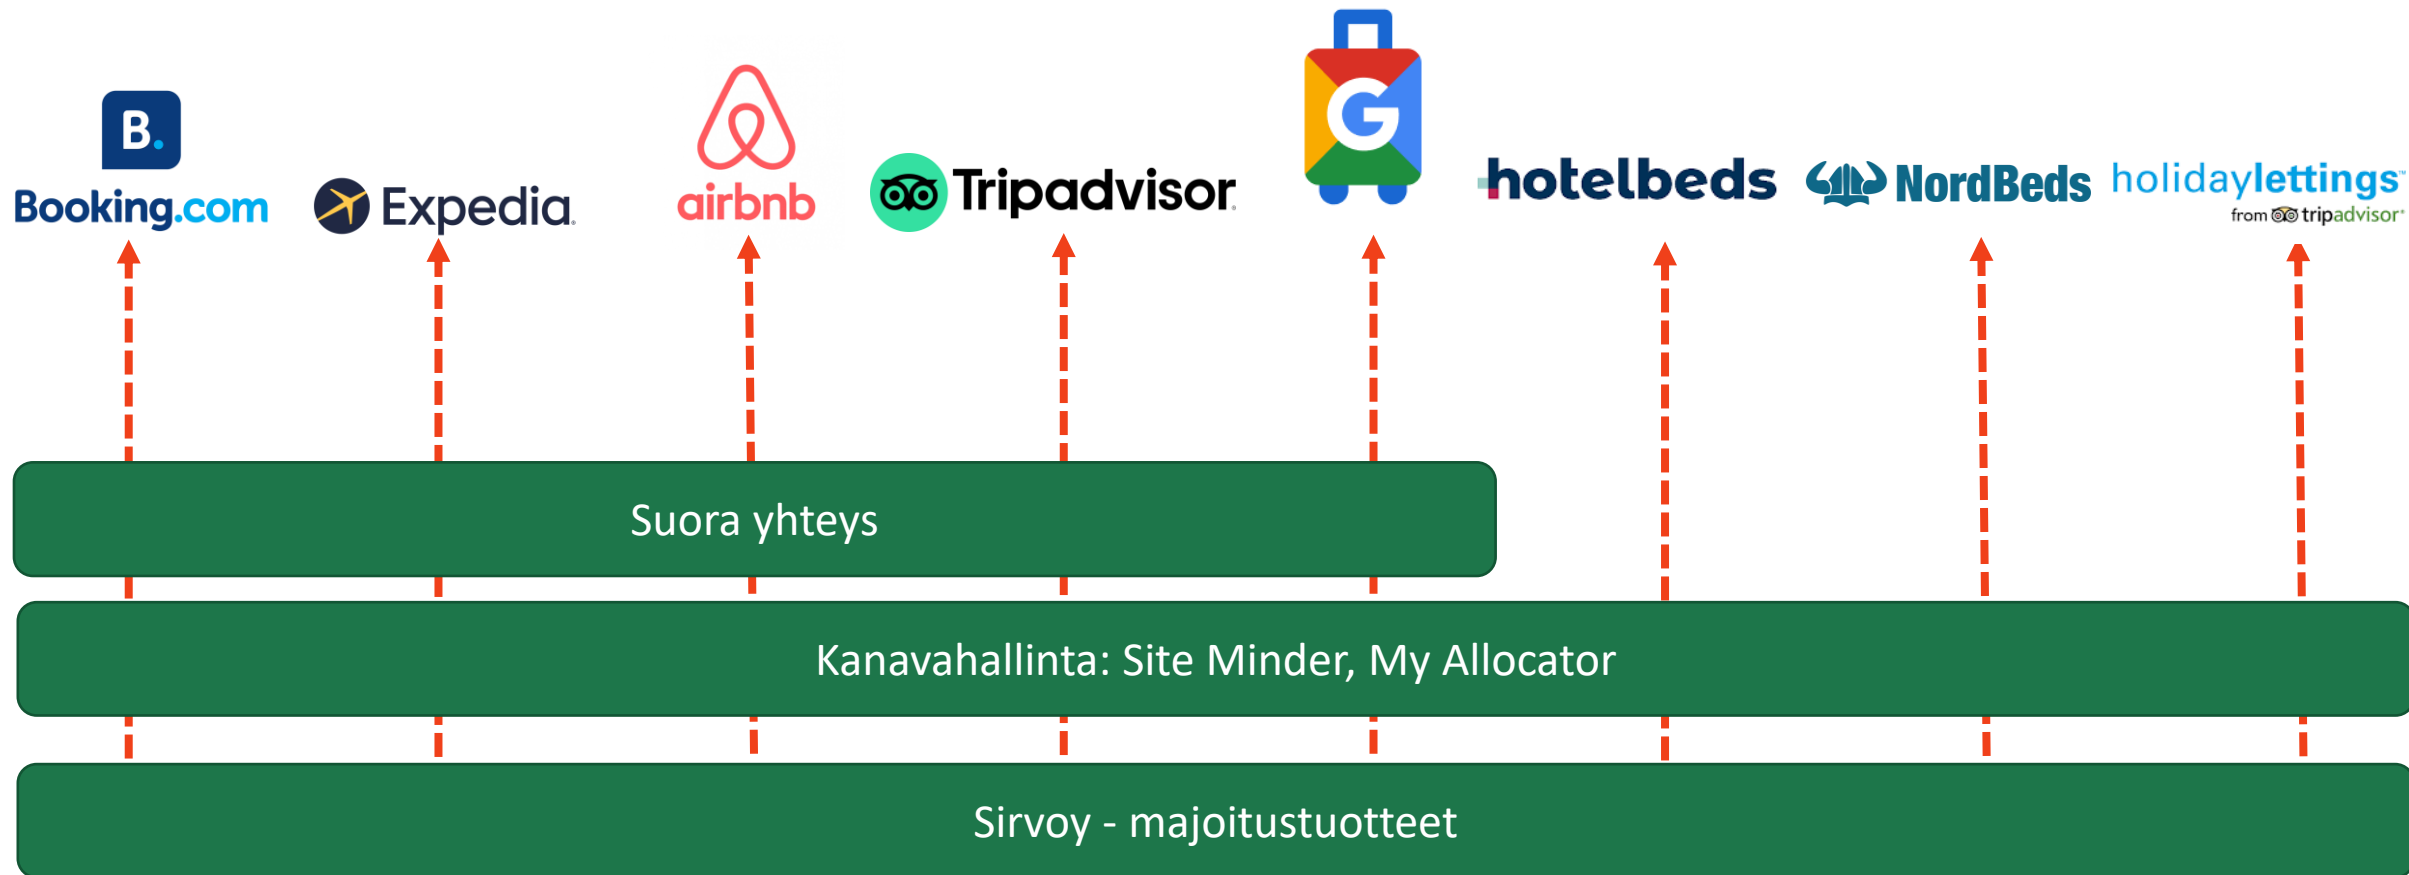 B.
Booking.com
Expedia
airbnb
Tripadvisor
G
hotelbeds
NordBeds
holidaylettings
from tripadvisor
Suora yhteys
Kanavahallinta: Site Minder, My Allocator
Sirvoy - majoitustuotteet